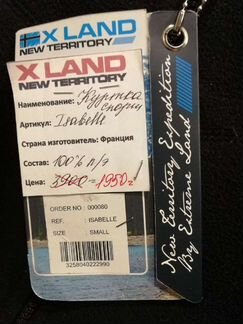 X LAND
NEW TERRITORY
X LAND
NEW TERRITORY
Наименование: Куртка
спорт
Артикул: Isabelle
Страна изготовитель: Франция
Состав: 100% п/э
Цена: 3900= 1950=
ORDER NO : 000080
REF. : ISABELLE
SIZE : SMALL
3258040222990
New Territory Expedition
By Extreme Land